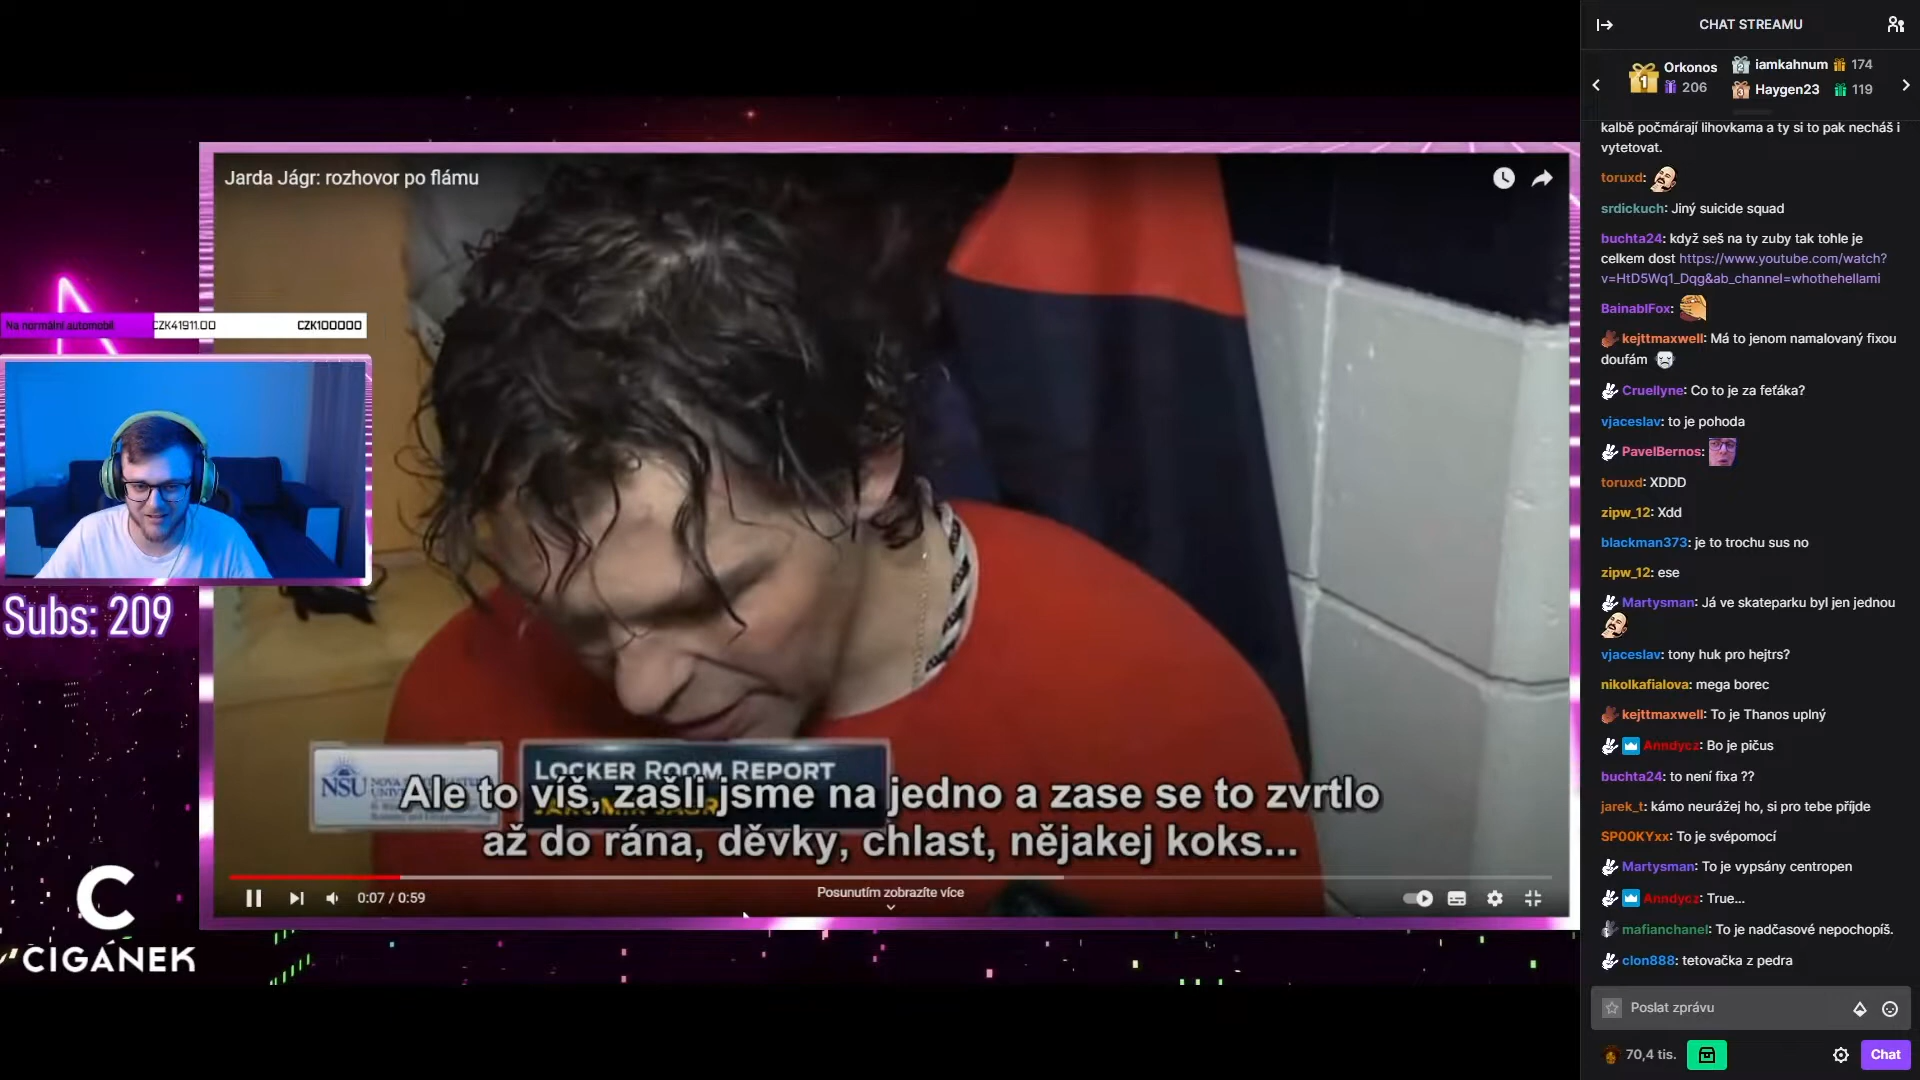 Jarda Jágr: rozhovor po flámu
Na normální automobil
CZK41911.00
CZK100000
Subs: 209
NSU
LOCKER ROOM REPORT
Ale to víš, zašli jsme na jedno a zase se to zvrtlo
až do rána, děvky, chlast, nějakej koks...
0:07 / 0:59
Posunutím zobrazíte více
C
CIGÁNEK
CHAT STREAMU
1
Orkonos
206
2
iamkahnum
174
3
Haygen23
119
kalbě počmárají lihovkama a ty si to pak necháš i
vytetovat.
toruxd:
srdickuch: Jiný suicide squad
buchta24: když seš na ty zuby tak tohle je
celkem dost https://www.youtube.com/watch?
v=HtD5Wq1_Dqg&ab_channel=whothehellami
BainablFox:
kejttmaxwell: Má to jenom namalovaný fixou
doufám
Cruellyne: Co to je za feťáka?
vjaceslav: to je pohoda
PavelBernos:
toruxd: XDDD
zipw_12: Xdd
blackman373: je to trochu sus no
zipw_12: ese
Martysman: Já ve skateparku byl jen jednou
vjaceslav: tony huk pro hejtrs?
nikolkafialova: mega borec
kejttmaxwell: To je Thanos uplný
Anndycz: Bo je pičus
buchta24: to není fixa ??
jarek_t: kámo neurážej ho, si pro tebe příjde
SP00KYxx: To je svépomocí
Martysman: To je vypsány centropen
Anndycz: True...
mafianchanel: To je nadčasové nepochopíš.
clon888: tetovačka z pedra
Poslat zprávu
70,4 tis.
Chat